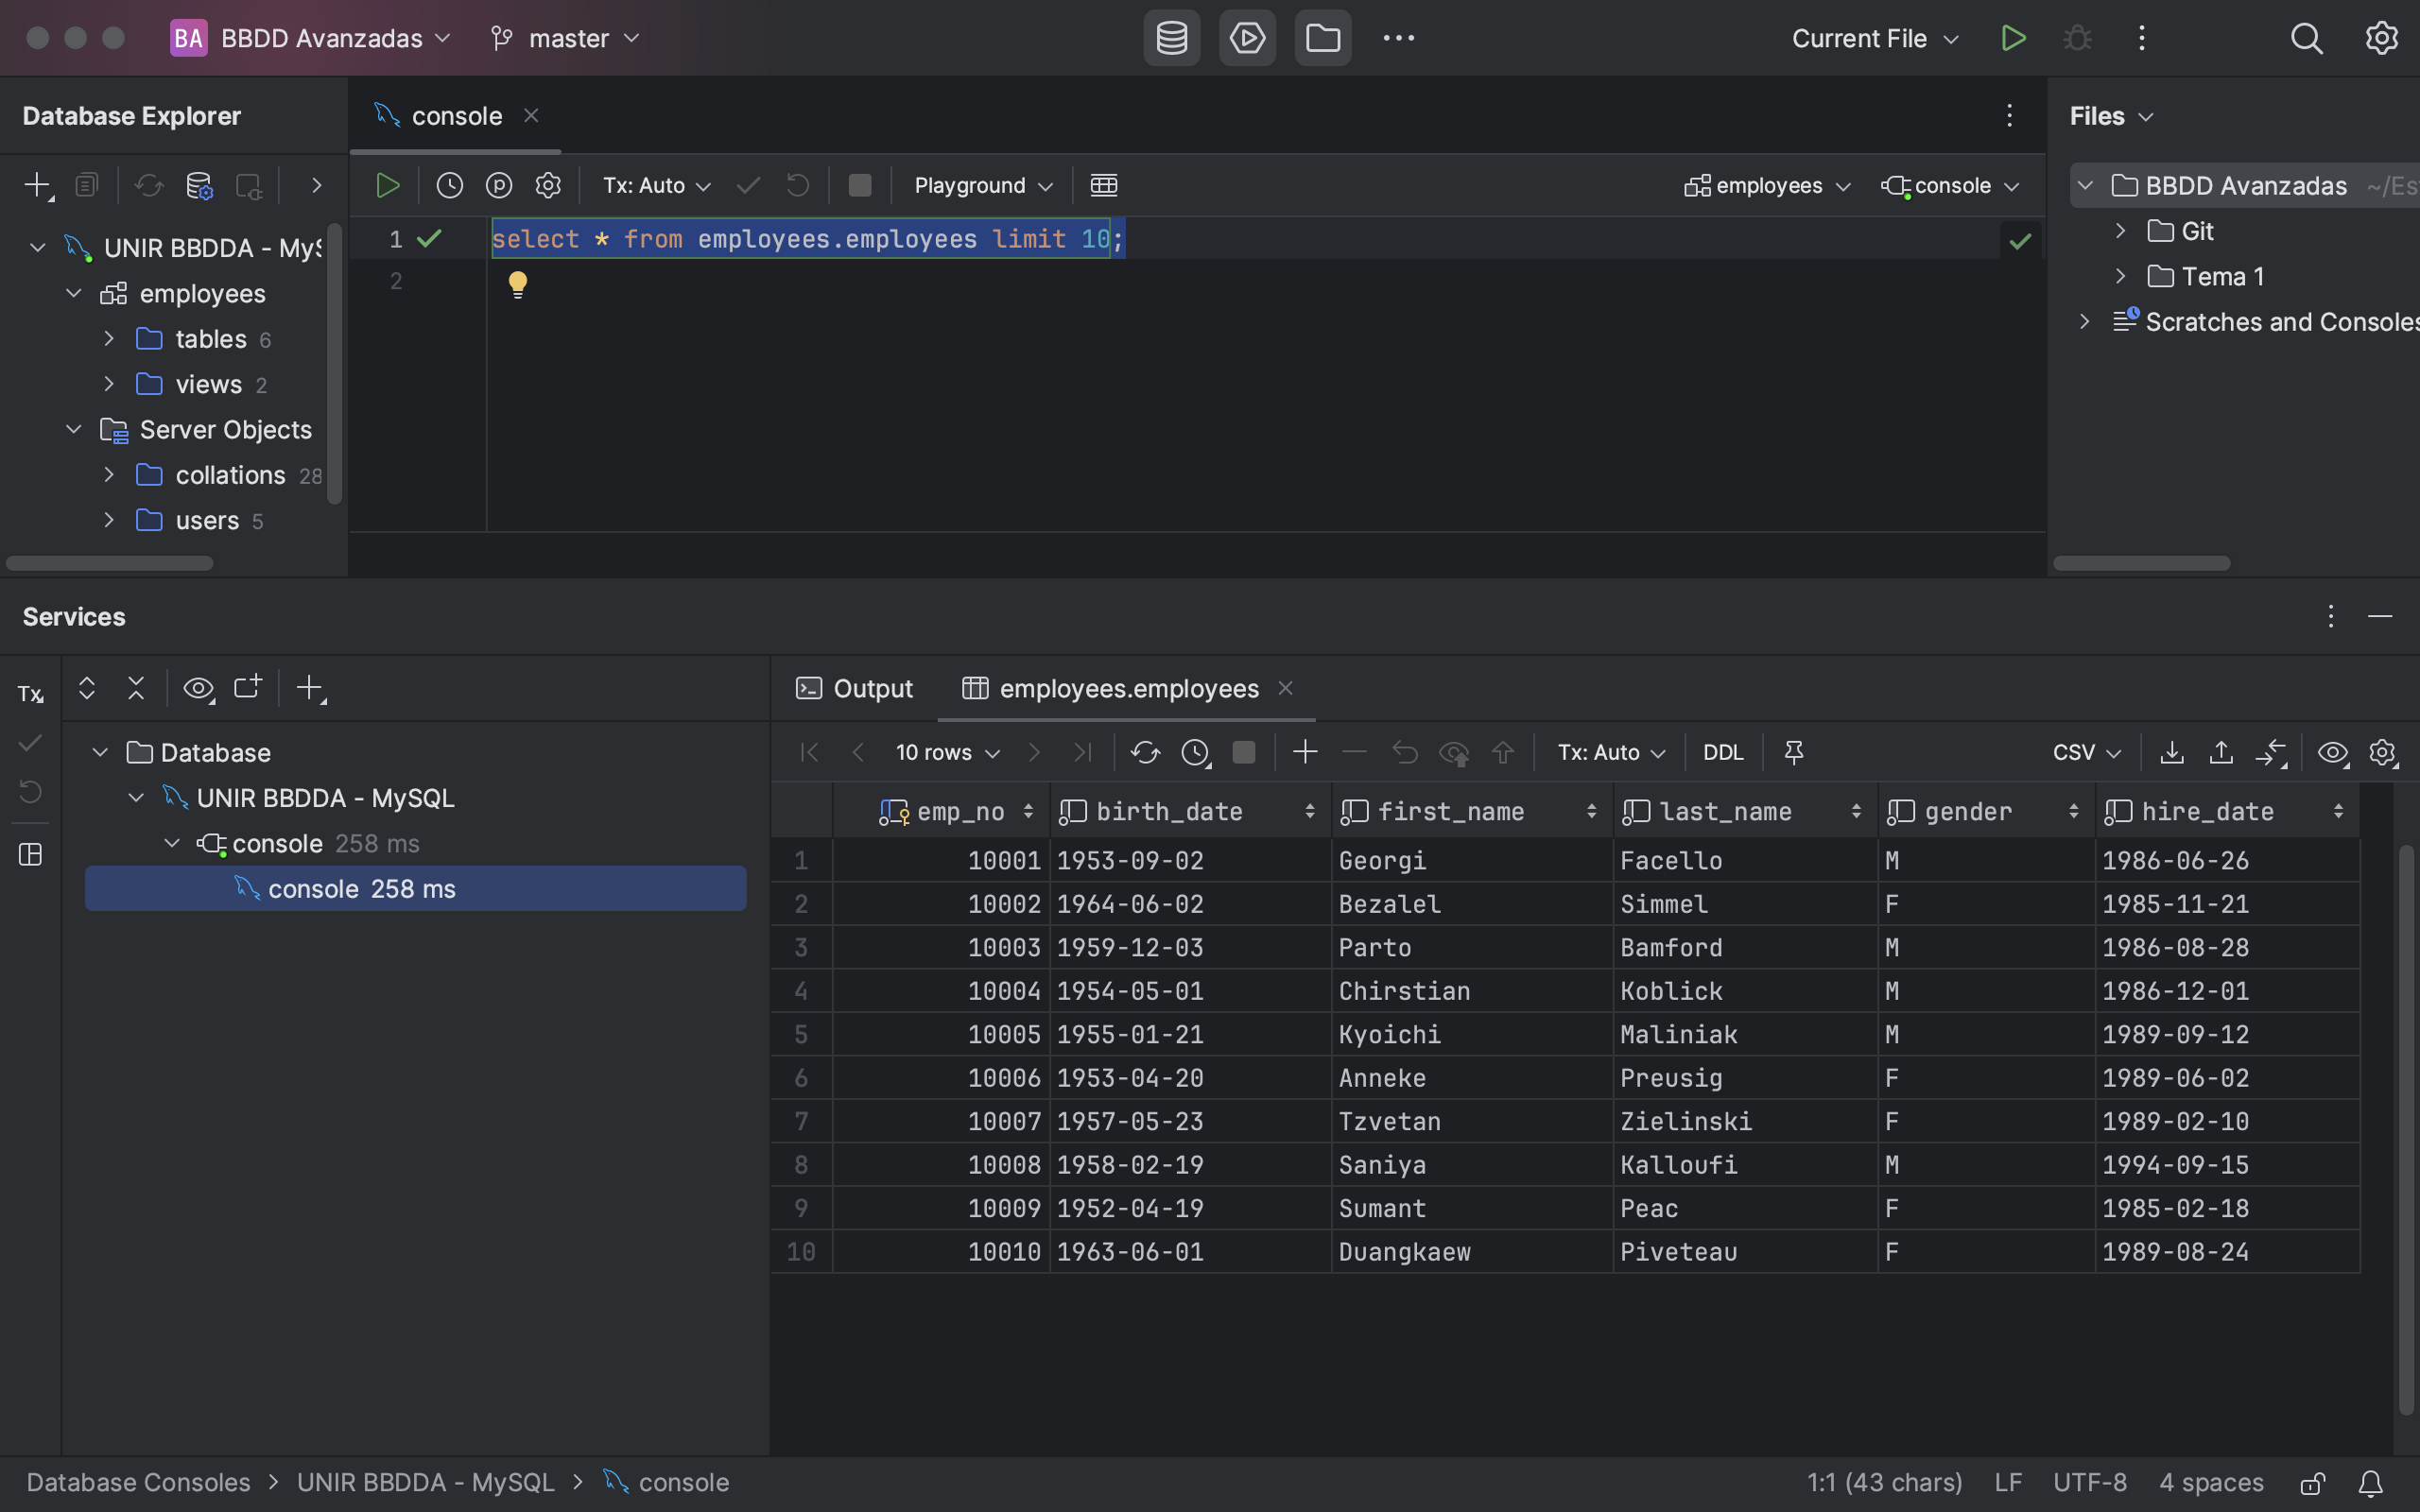 BA BBDD Avanzadas master Current File
Database Explorer console Files
Tx: Auto Playground employees console
UNIR BBDDA - MyS
employees
tables 6
views 2
Server Objects
collations 28
users 5
1 select * from employees.employees limit 10;
2
BBDD Avanzadas ~/Es
Git
Tema 1
Scratches and Consoles
Services
Tx
Database
UNIR BBDDA - MySQL
console 258 ms
console 258 ms
Output employees.employees
10 rows Tx: Auto DDL CSV
emp_no birth_date first_name last_name gender hire_date
1 10001 1953-09-02 Georgi Facello M 1986-06-26
2 10002 1964-06-02 Bezalel Simmel F 1985-11-21
3 10003 1959-12-03 Parto Bamford M 1986-08-28
4 10004 1954-05-01 Chirstian Koblick M 1986-12-01
5 10005 1955-01-21 Kyoichi Maliniak M 1989-09-12
6 10006 1953-04-20 Anneke Preusig F 1989-06-02
7 10007 1957-05-23 Tzvetan Zielinski F 1989-02-10
8 10008 1958-02-19 Saniya Kalloufi M 1994-09-15
9 10009 1952-04-19 Sumant Peac F 1985-02-18
10 10010 1963-06-01 Duangkaew Piveteau F 1989-08-24
Database Consoles > UNIR BBDDA - MySQL > console 1:1 (43 chars) LF UTF-8 4 spaces